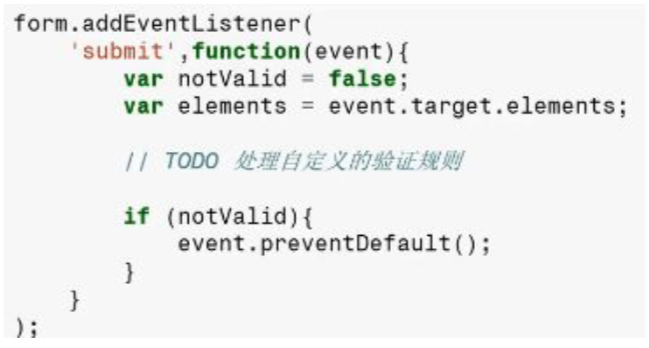 form.addEventListener(
'submit',function(event){
var notValid = false;
var elements = event.target.elements;
// TODO 处理自定义的验证规则
if (notValid){
event.preventDefault();
}
}
);